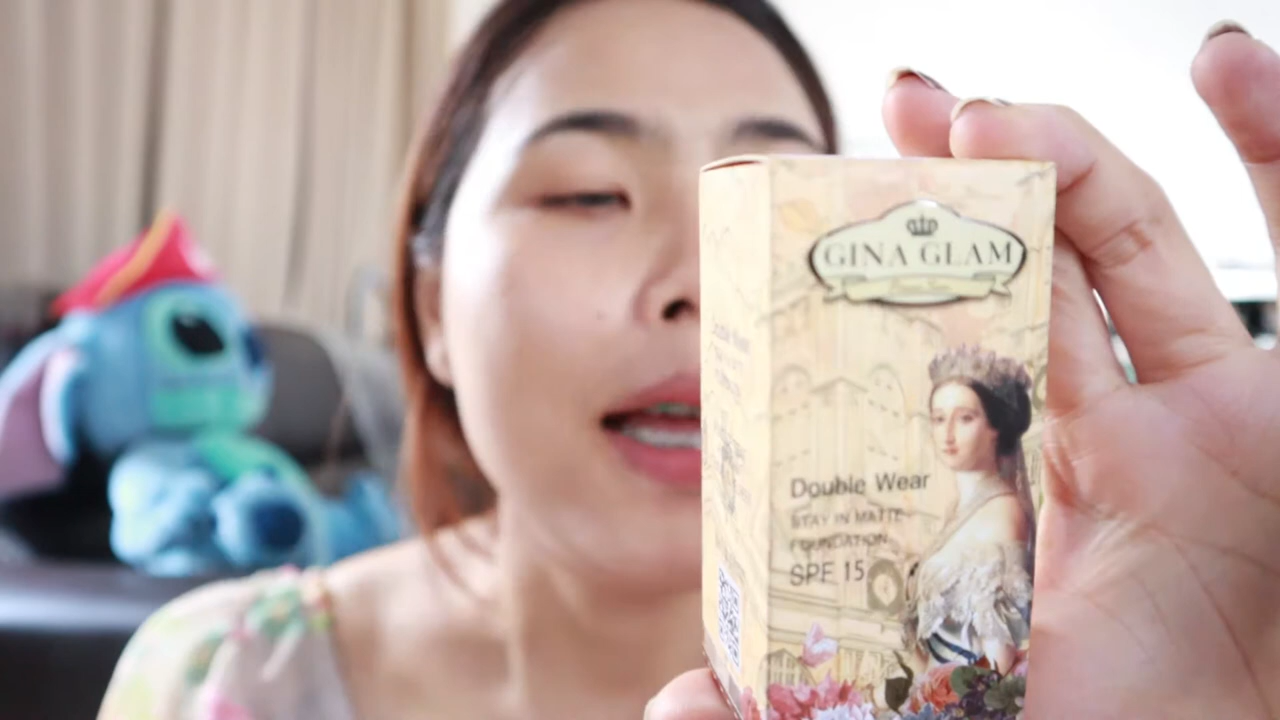 GINA GLAM
Double Wear
STAY IN MATTE
FOUNDATION
SPF 15